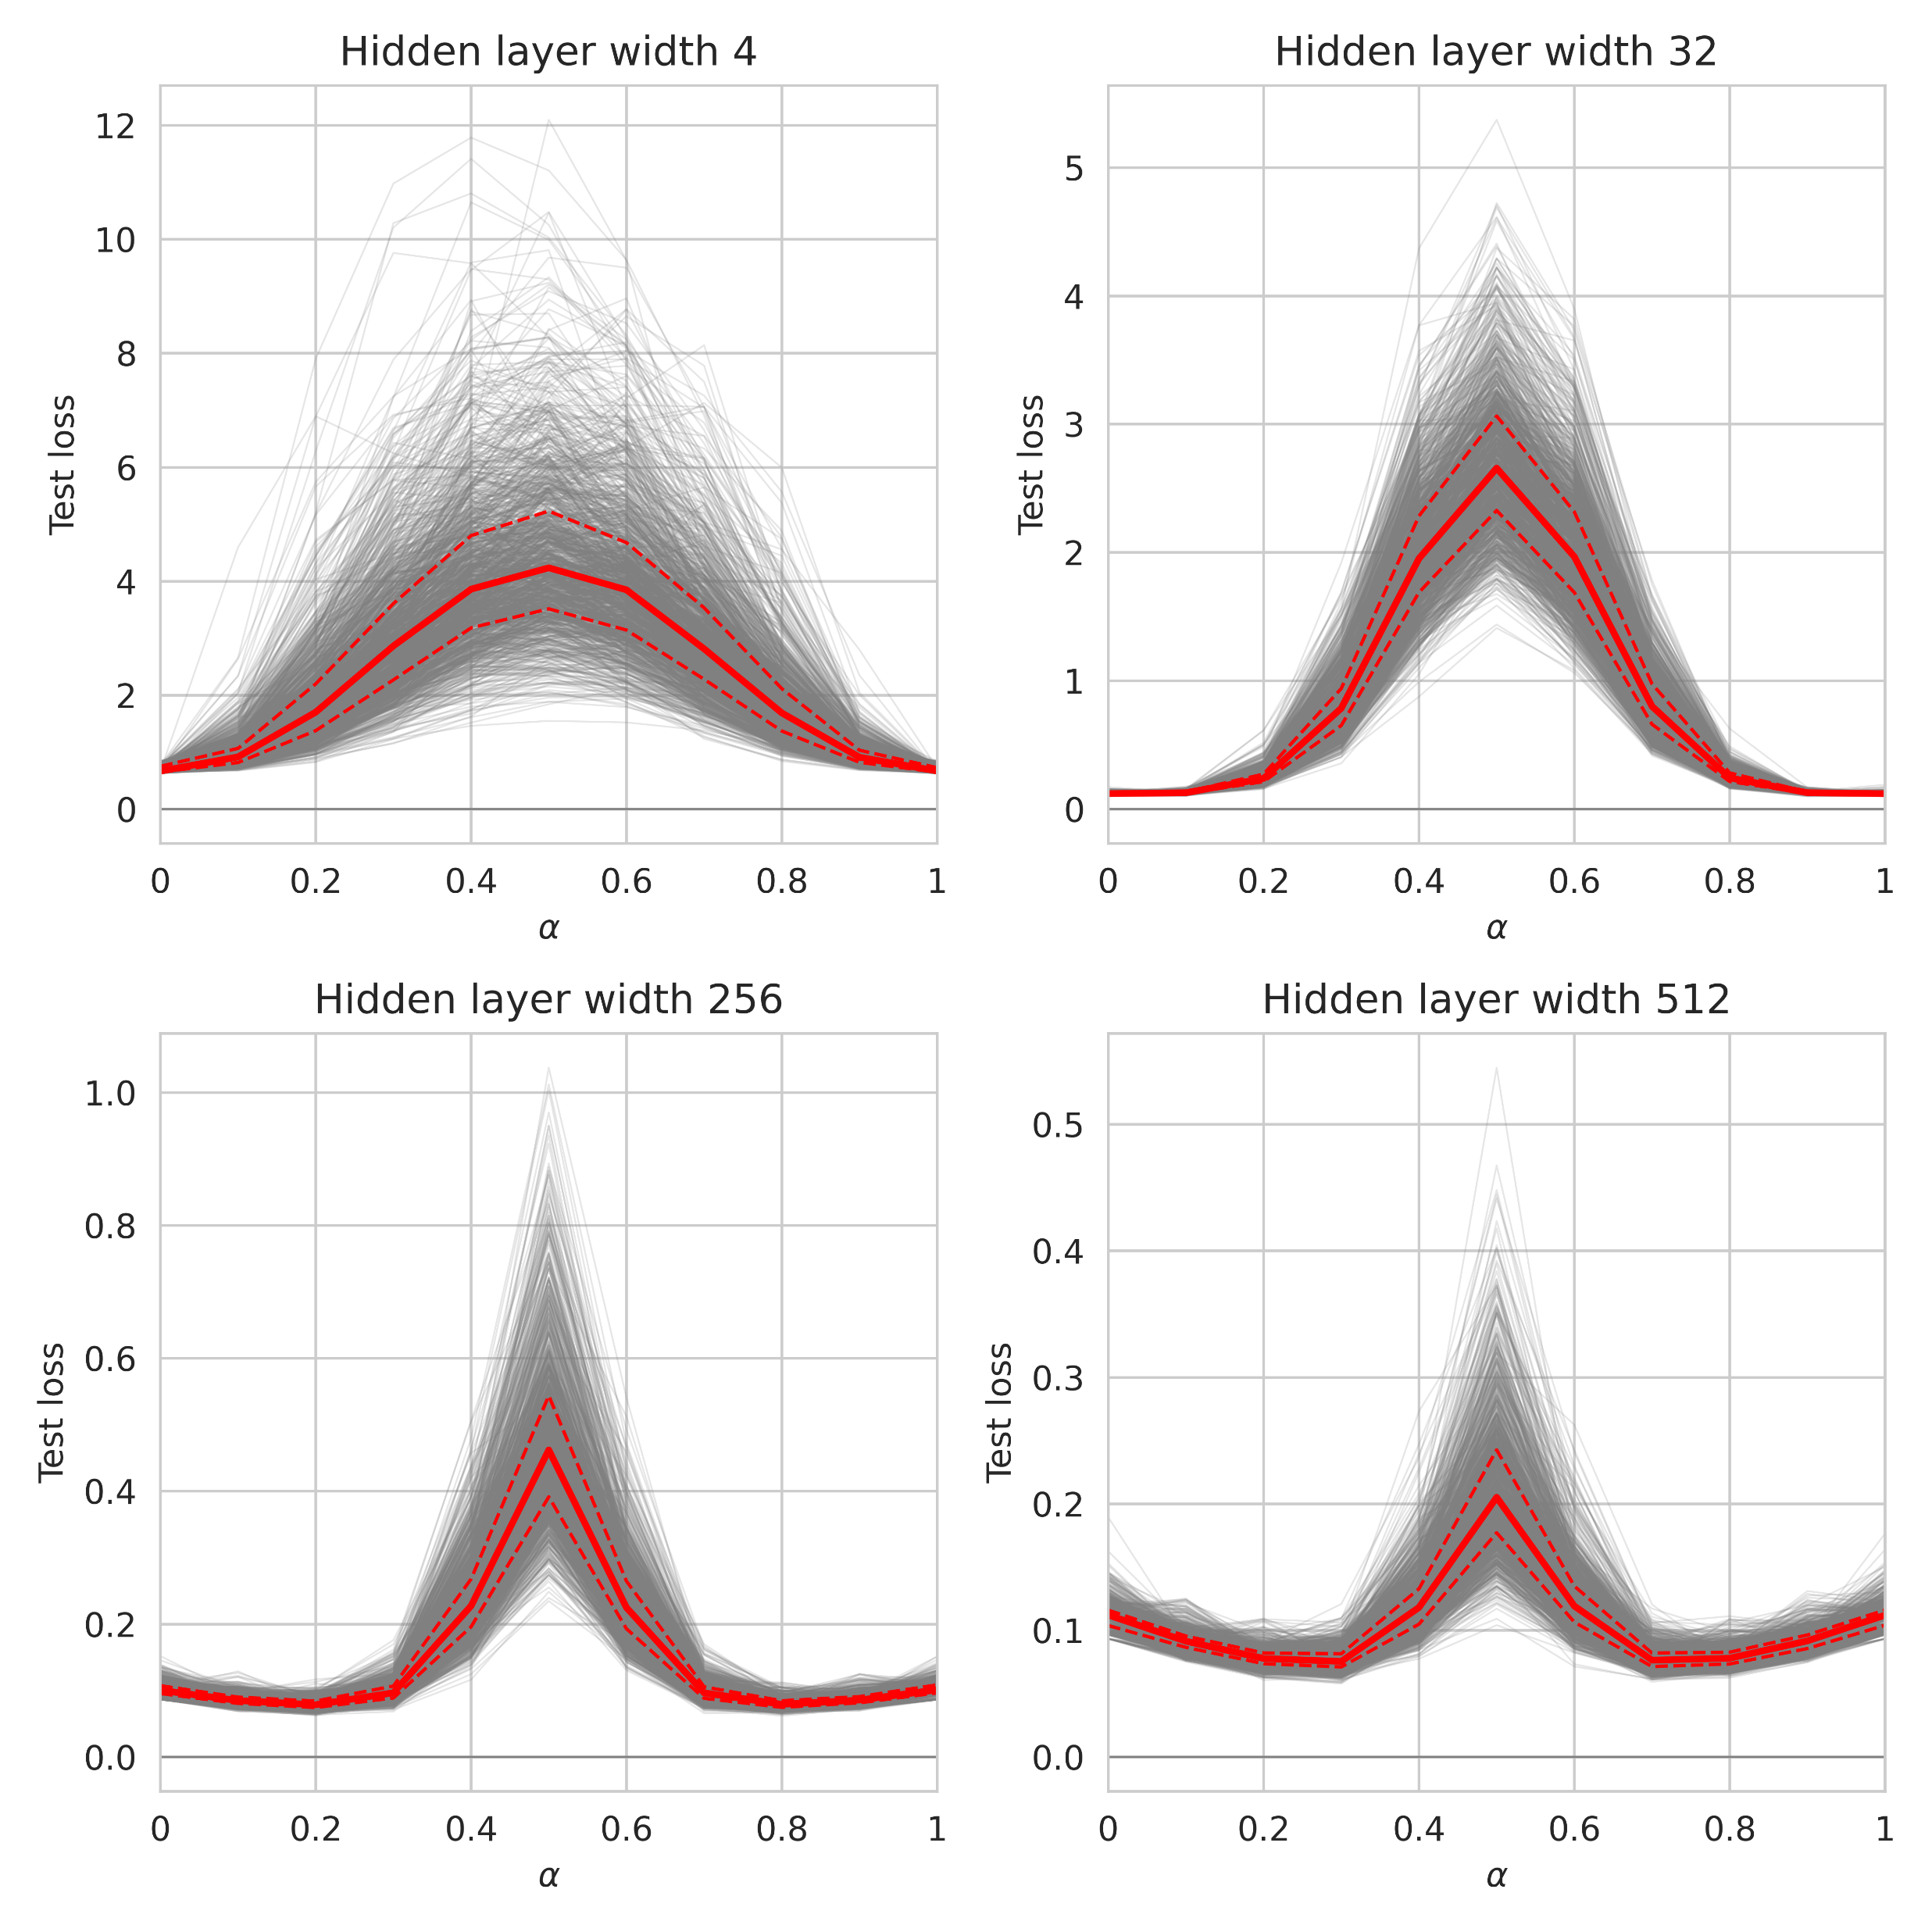 Hidden layer width 4
12
10
8
6
4
2
0
Test loss
0 0.2 0.4 0.6 0.8 1
α
Hidden layer width 32
5
4
3
2
1
0
Test loss
0 0.2 0.4 0.6 0.8 1
α
Hidden layer width 256
1.0
0.8
0.6
0.4
0.2
0.0
Test loss
0 0.2 0.4 0.6 0.8 1
α
Hidden layer width 512
0.5
0.4
0.3
0.2
0.1
0.0
Test loss
0 0.2 0.4 0.6 0.8 1
α